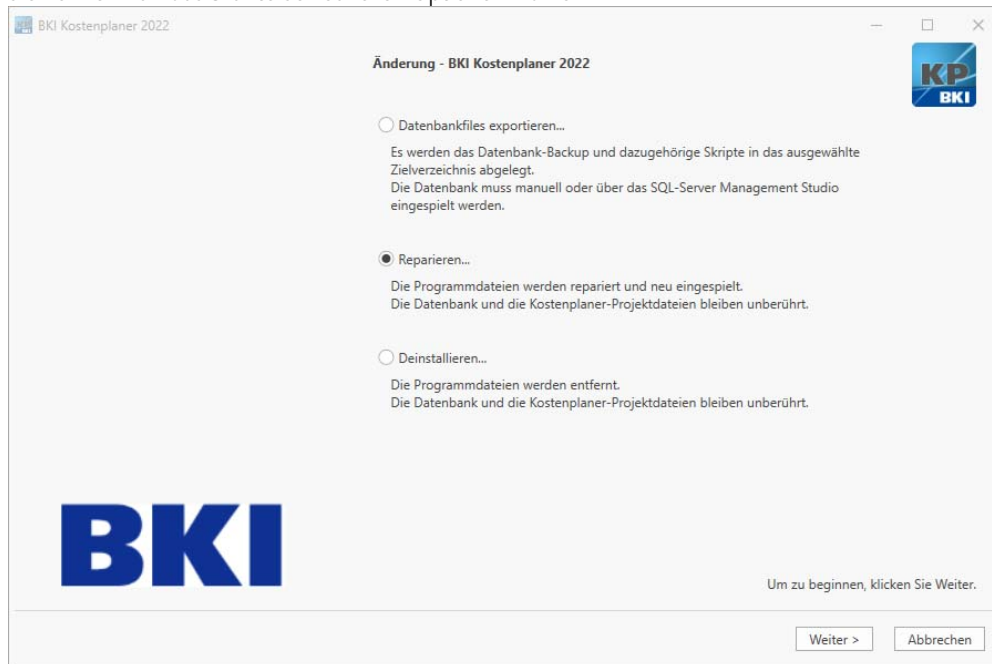 BKI Kostenplaner 2022
Änderung - BKI Kostenplaner 2022
KP
BKI
Datenbankfiles exportieren...
Es werden das Datenbank-Backup und dazugehörige Skripte in das ausgewählte
Zielverzeichnis abgelegt.
Die Datenbank muss manuell oder über das SQL-Server Management Studio
eingespielt werden.
Reparieren...
Die Programmdateien werden repariert und neu eingespielt.
Die Datenbank und die Kostenplaner-Projektdateien bleiben unberührt.
Deinstallieren...
Die Programmdateien werden entfernt.
Die Datenbank und die Kostenplaner-Projektdateien bleiben unberührt.
BKI
Um zu beginnen, klicken Sie Weiter.
Weiter >
Abbrechen